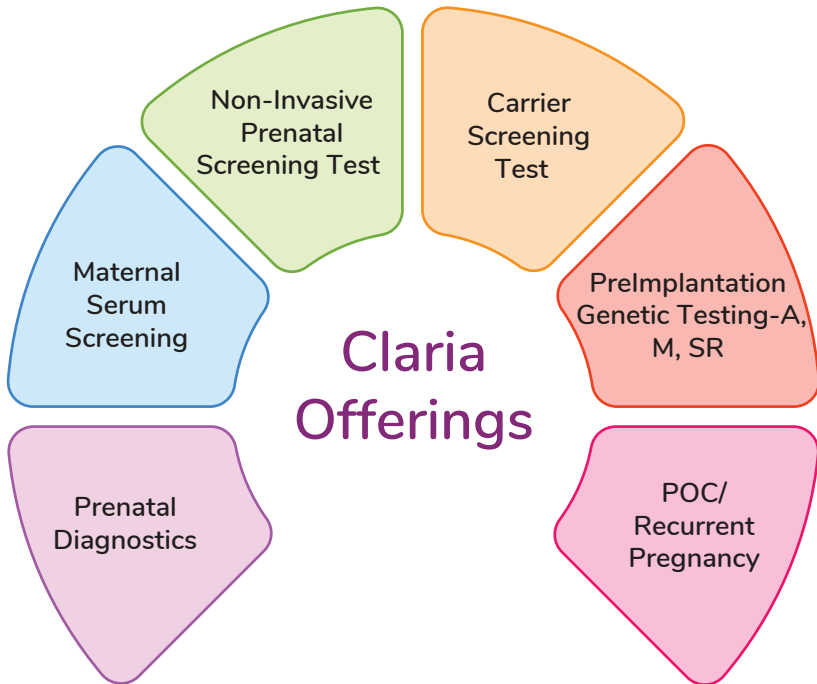 Non-Invasive
Prenatal
Screening Test
Carrier
Screening
Test
Maternal
Serum
Screening
PreImplantation
Genetic Testing-A,
M, SR
Claria
Offerings
Prenatal
Diagnostics
POC/
Recurrent
Pregnancy